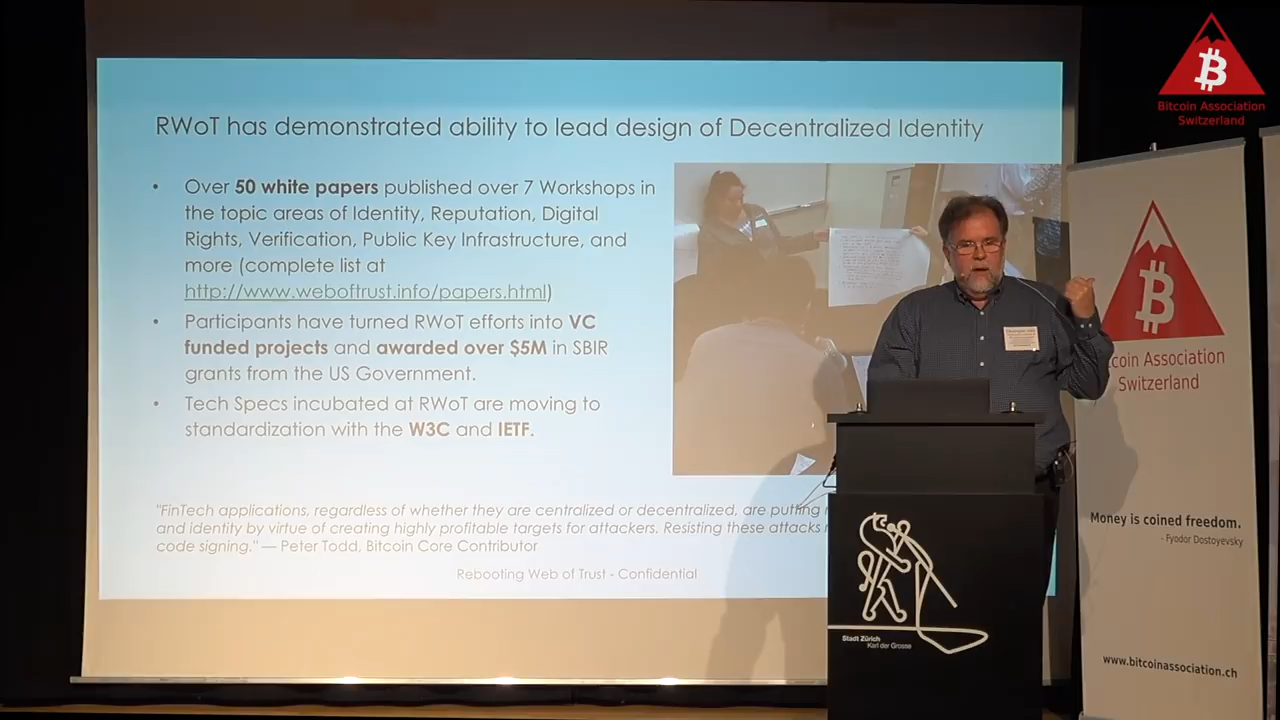 RWoT has demonstrated ability to lead design of Decentralized Identity
• Over 50 white papers published over 7 Workshops in
the topic areas of Identity, Reputation, Digital
Rights, Verification, Public Key Infrastructure, and
more (complete list at
http://www.weboftrust.info/papers.html)
• Participants have turned RWoT efforts into VC
funded projects and awarded over $5M in SBIR
grants from the US Government.
• Tech Specs incubated at RWoT are moving to
standardization with the W3C and IETF.
"FinTech applications, regardless of whether they are centralized or decentralized, are putting
and identity by virtue of creating highly profitable targets for attackers. Resisting these attacks
code signing." — Peter Todd, Bitcoin Core Contributor
Rebooting Web of Trust - Confidential
Stadt Zürich
Karl der Grosse
Bitcoin Association
Switzerland
Association
Switzerland
Money is coined freedom.
- Fyodor Dostoyevsky
www.bitcoinassociation.ch